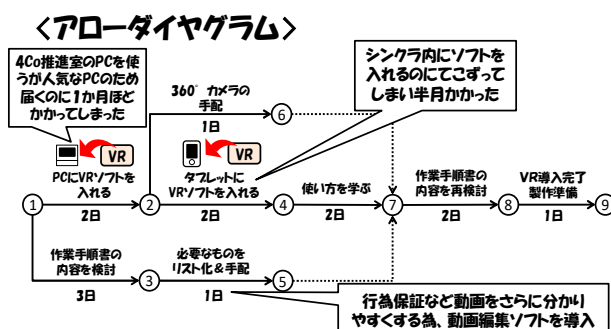 ＜アローダイヤグラム＞
4Co推進室のPCを使
うが人気なPCのため
届くのに1か月ほど
かかってしまった
シンクラ内にソフトを
入れるのにてこずって
しまい半月かかった
360°カメラの
手配
1日
⑥
VR
VR
PCにVRソフトを
入れる
2日
タブレットに
VRソフトを入れる
2日
使い方を学ぶ
2日
作業手順書の
内容を再検討
2日
VR導入完了
製作準備
1日
①
②
④
⑦
⑧
⑨
作業手順書の
内容を検討
3日
③
必要なものを
リスト化&手配
1日
⑤
行為保証など動画をさらに分かり
やすくする為、動画編集ソフトを導入